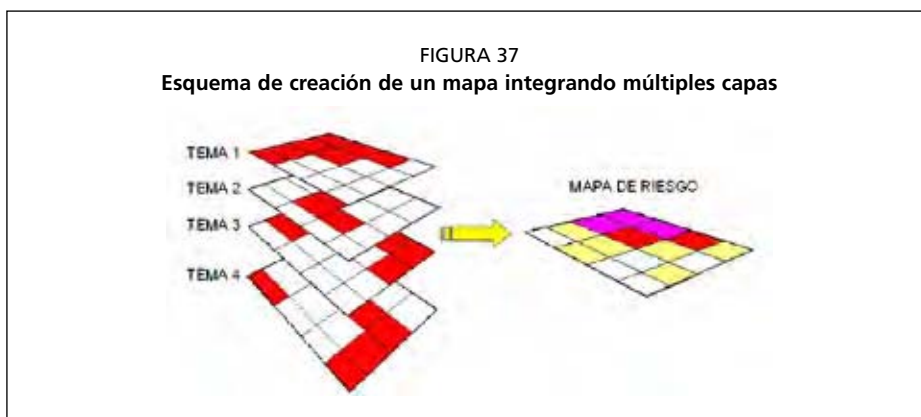 FIGURA 37
Esquema de creación de un mapa integrando múltiples capas
TEMA 1
TEMA 2
TEMA 3
TEMA 4
MAPA DE RIESGO